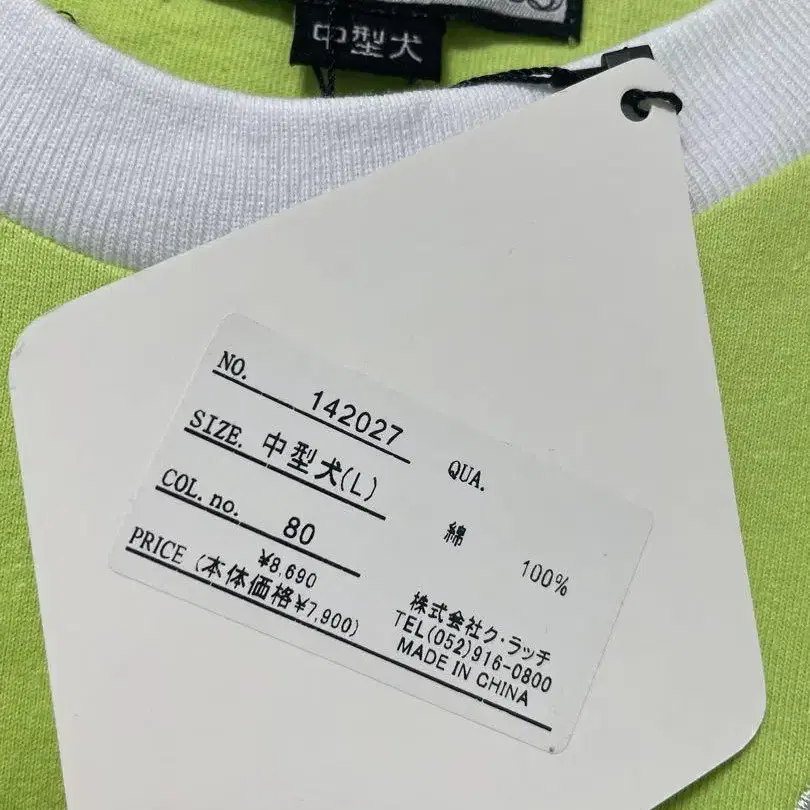 中型犬
NO. 142027
SIZE. 中型犬(L)
COL. no. 80
PRICE ¥8,690
(本体価格¥7,900)
QUA.
綿 100%
株式会社ク・ラッチ
TEL(052)916-0800
MADE IN CHINA